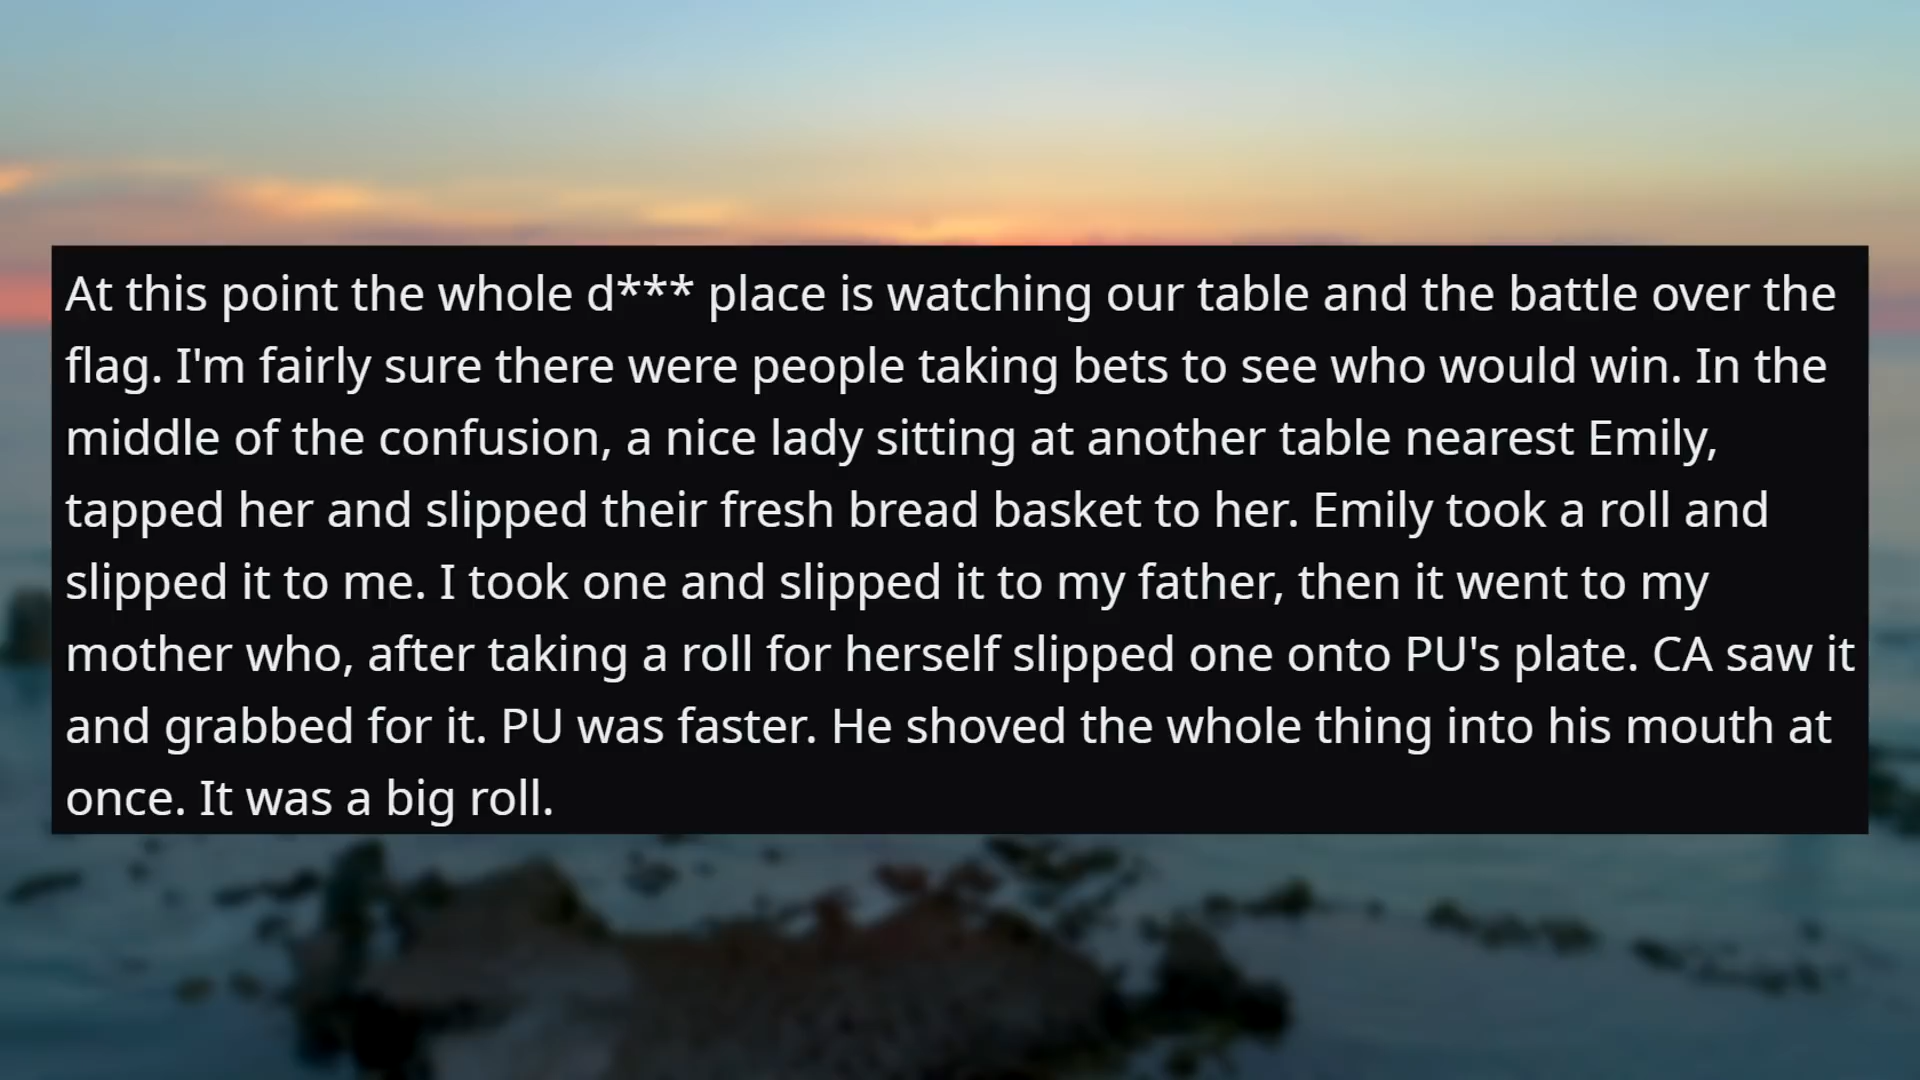 At this point the whole d*** place is watching our table and the battle over the
flag. I'm fairly sure there were people taking bets to see who would win. In the
middle of the confusion, a nice lady sitting at another table nearest Emily,
tapped her and slipped their fresh bread basket to her. Emily took a roll and
slipped it to me. I took one and slipped it to my father, then it went to my
mother who, after taking a roll for herself slipped one onto PU's plate. CA saw it
and grabbed for it. PU was faster. He shoved the whole thing into his mouth at
once. It was a big roll.